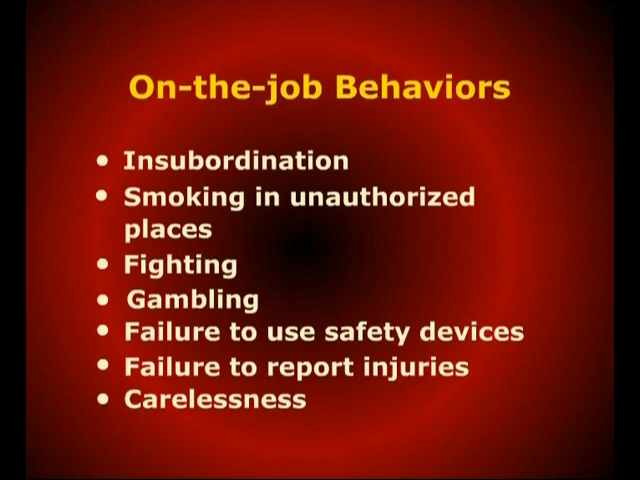 On-the-job Behaviors
• Insubordination
• Smoking in unauthorized
places
• Fighting
• Gambling
• Failure to use safety devices
• Failure to report injuries
• Carelessness